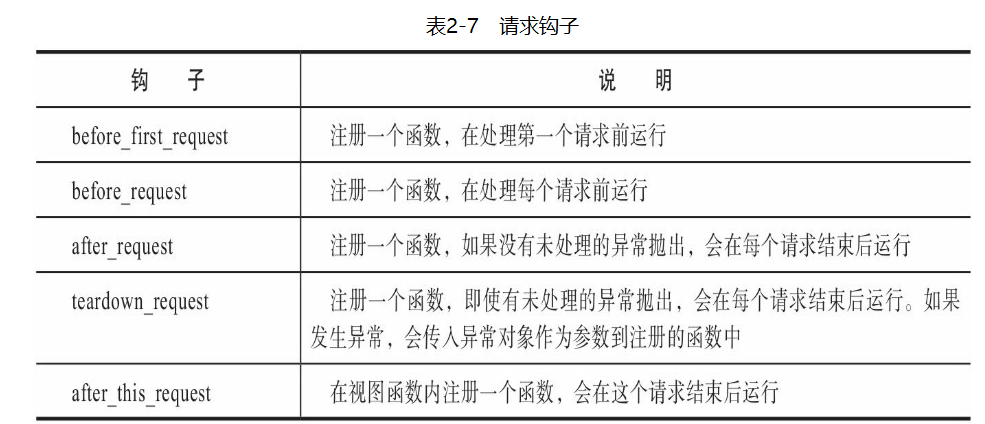 表2-7 请求钩子
钩 子 说 明
before_first_request 注册一个函数，在处理第一个请求前运行
before_request 注册一个函数，在处理每个请求前运行
after_request 注册一个函数，如果没有未处理的异常抛出，会在每个请求结束后运行
teardown_request 注册一个函数，即使有未处理的异常抛出，会在每个请求结束后运行。如果
发生异常，会传入异常对象作为参数到注册的函数中
after_this_request 在视图函数内注册一个函数，会在这个请求结束后运行